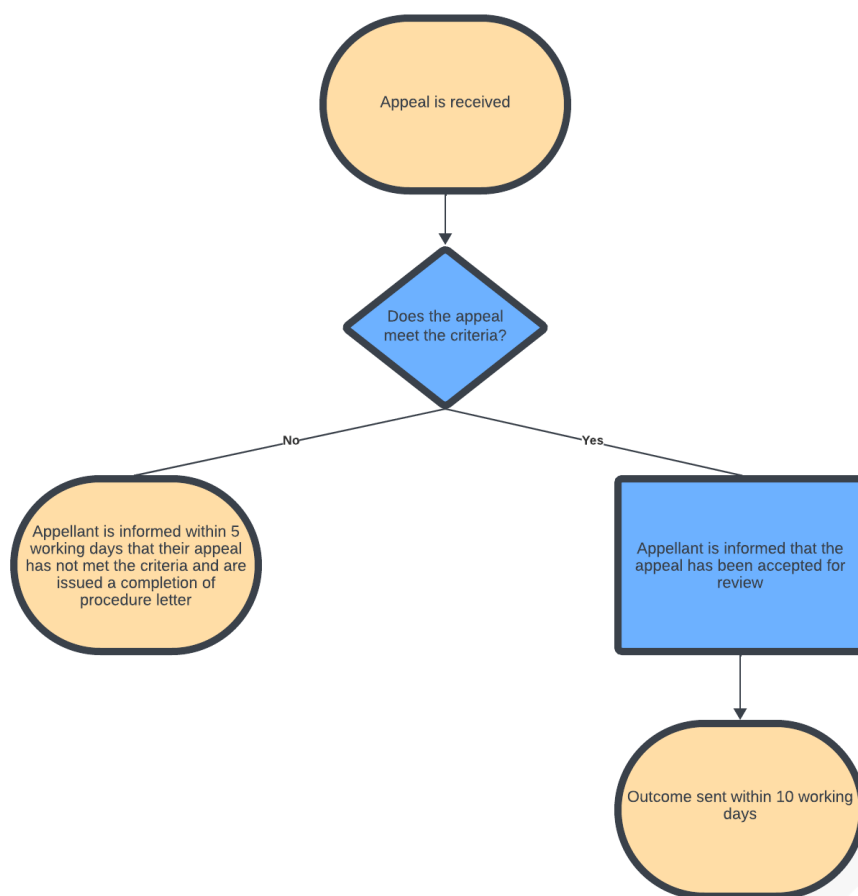 Appeal is received
Does the appeal
meet the criteria?
No
Yes
Appellant is informed within 5
working days that their appeal
has not met the criteria and are
issued a completion of
procedure letter
Appellant is informed that the
appeal has been accepted for
review
Outcome sent within 10 working
days